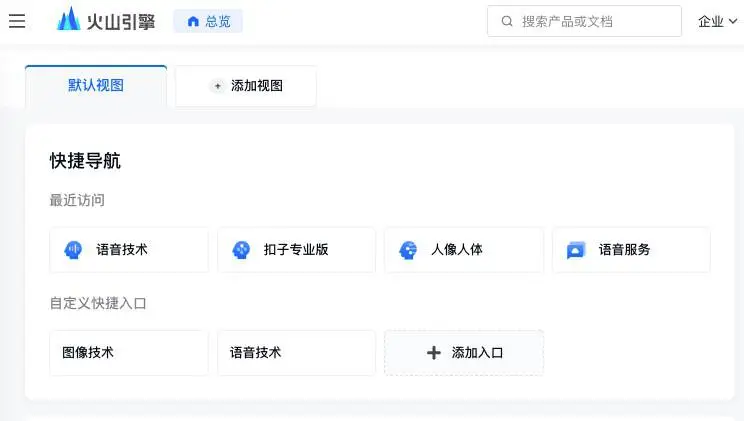 火山引擎 总览 搜索产品或文档 企业
默认视图 + 添加视图
快捷导航
最近访问
语音技术 扣子专业版 人像人体 语音服务
自定义快捷入口
图像技术 语音技术 添加入口